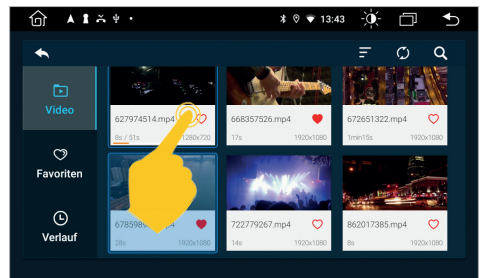 13:43
Video
Favoriten
Verlauf
627974514.mp4
8s / 51s 1280x720
668357526.mp4
17s 1920x1080
672651322.mp4
1min15s 1920x1080
28s 1920x1080
722779267.mp4
14s 1920x1080
862017385.mp4
8s 1920x1080